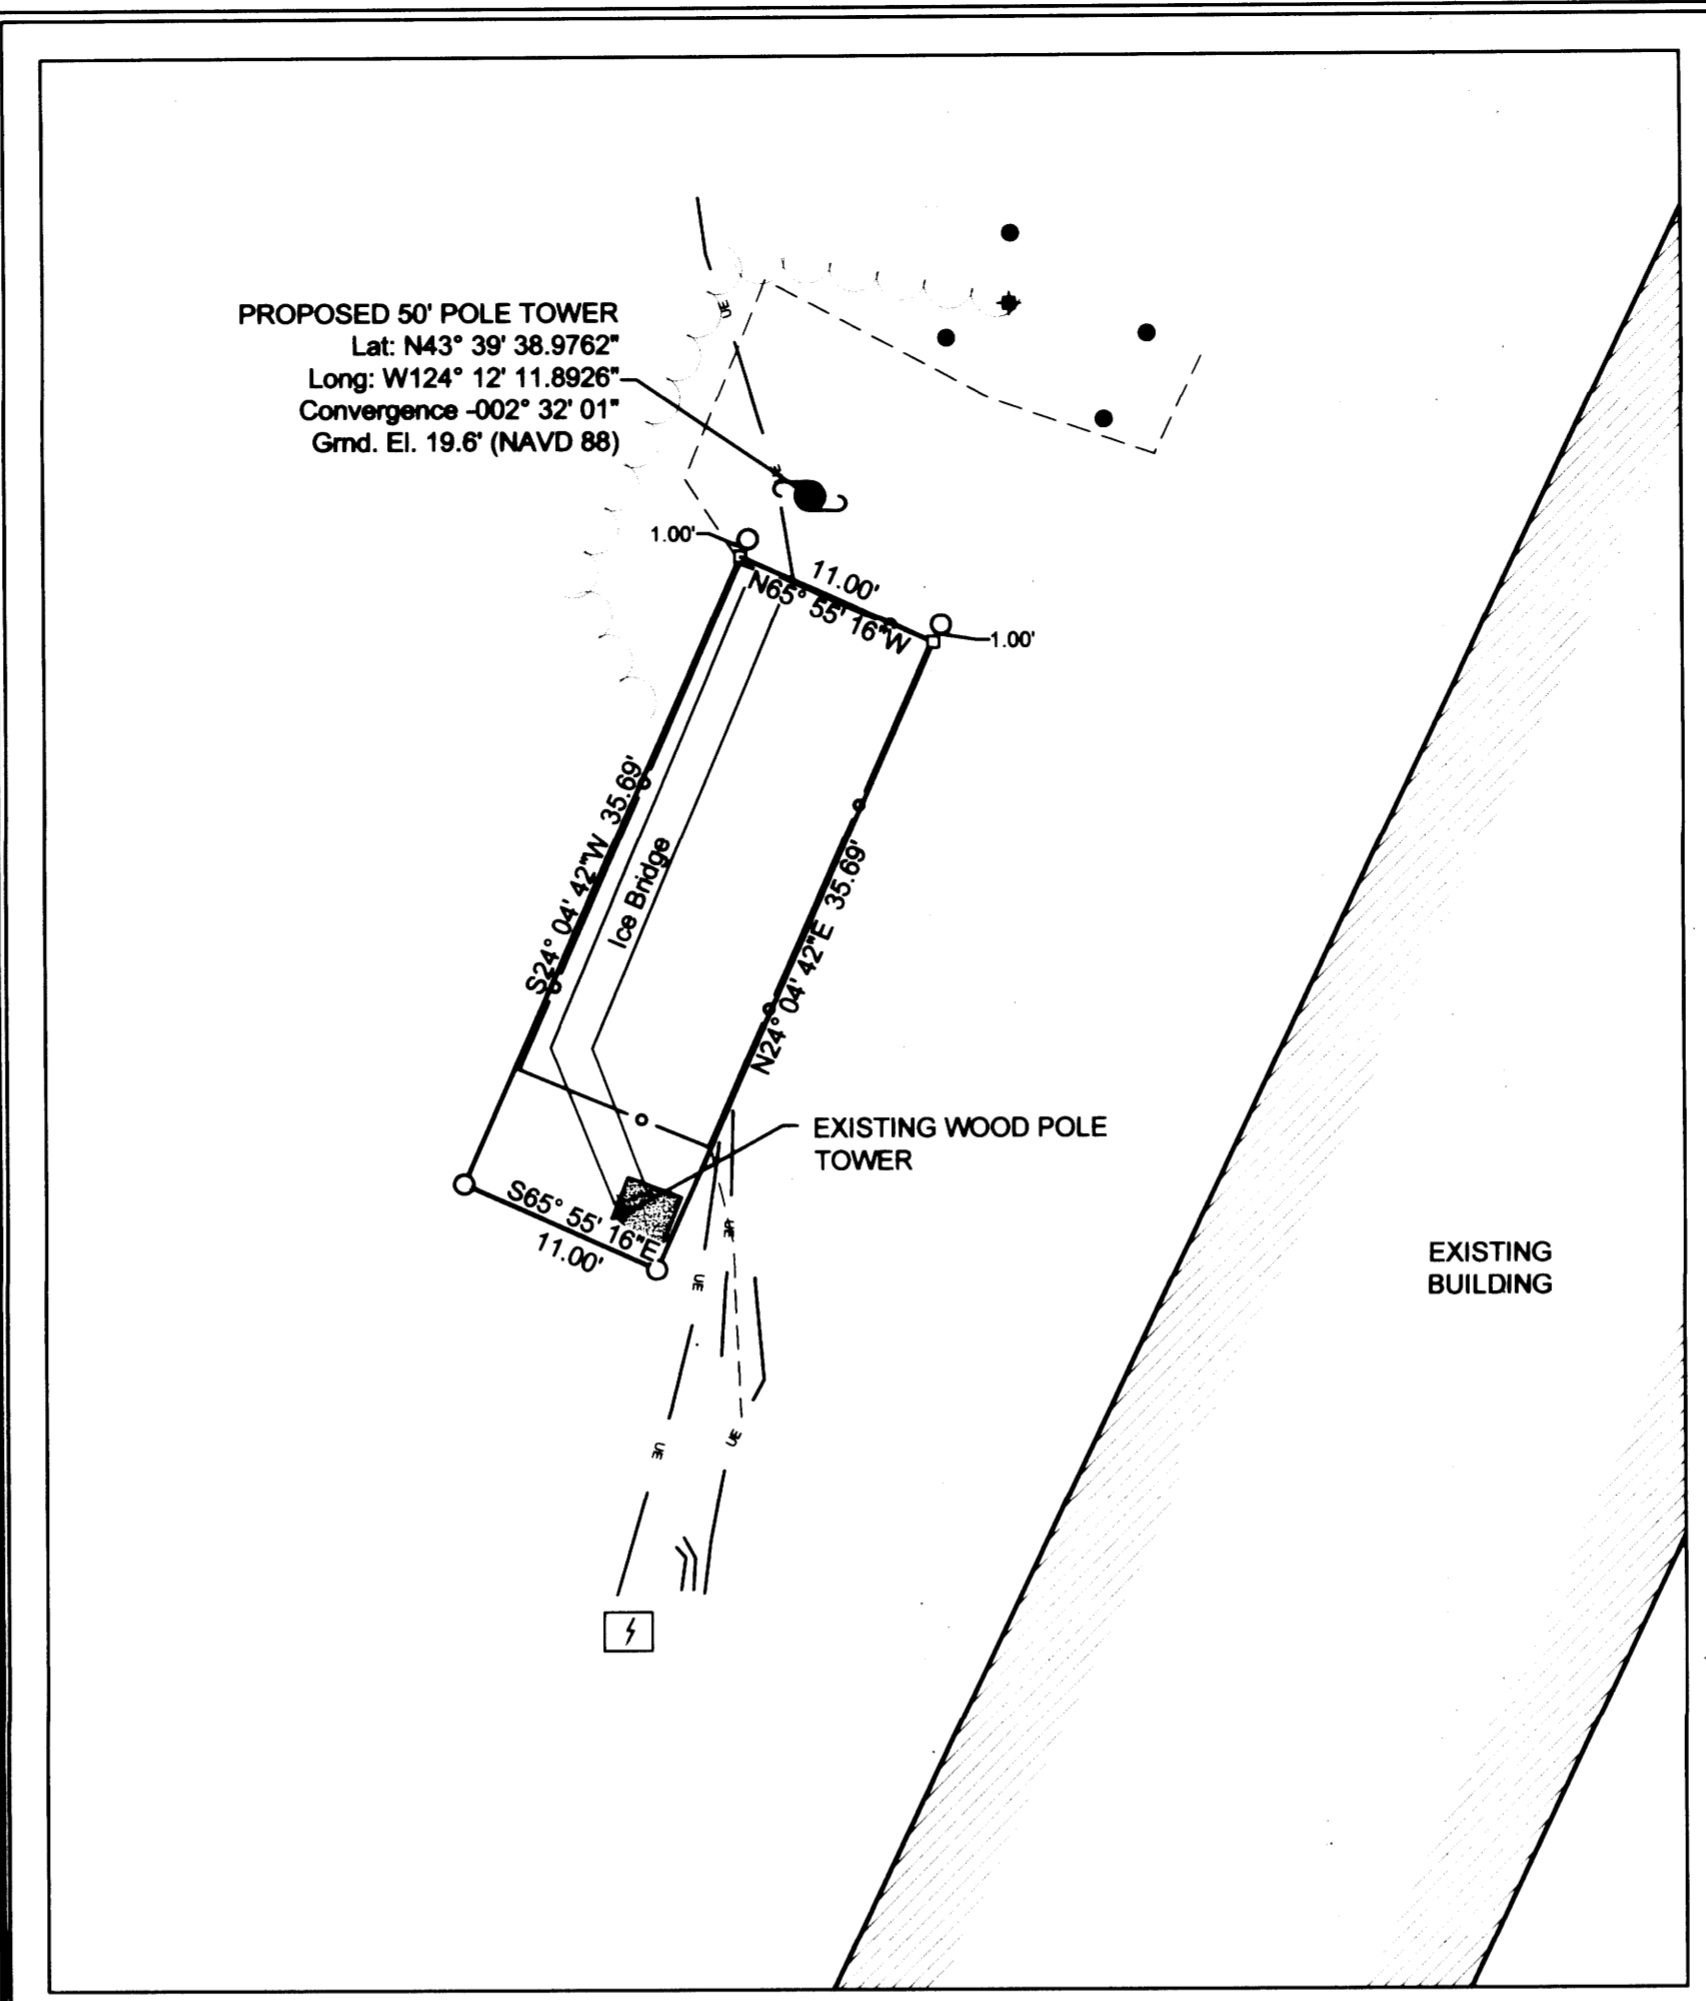 PROPOSED 50' POLE TOWER
Lat: N43° 39' 38.9762"
Long: W124° 12' 11.8926"
Convergence -002° 32' 01"
Grnd. El. 19.6' (NAVD 88)
UE
1.00'
11.00'
N65° 55' 16"W
1.00'
S24° 04' 42"W 35.69'
Ice Bridge
N24° 04' 42"E 35.69'
EXISTING WOOD POLE
TOWER
S65° 55' 16"E
11.00'
UE
UE
UE
UE
EXISTING
BUILDING